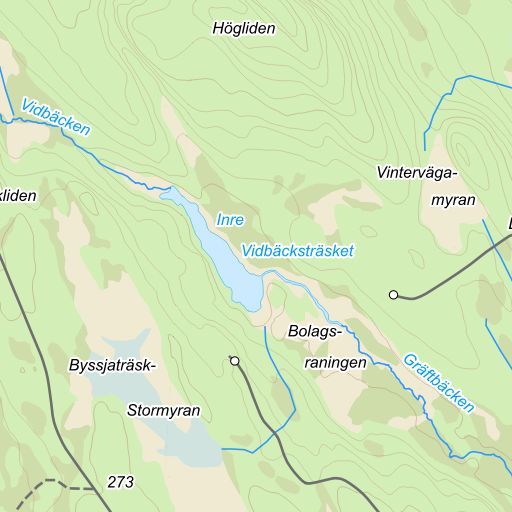 Högliden
Vidbäcken
Vinterväga-
myran
kliden
Inre
Vidbäcksträsket
Bolags-
raningen
Byssjaträsk-
Stormyran
Gräftbäcken
273